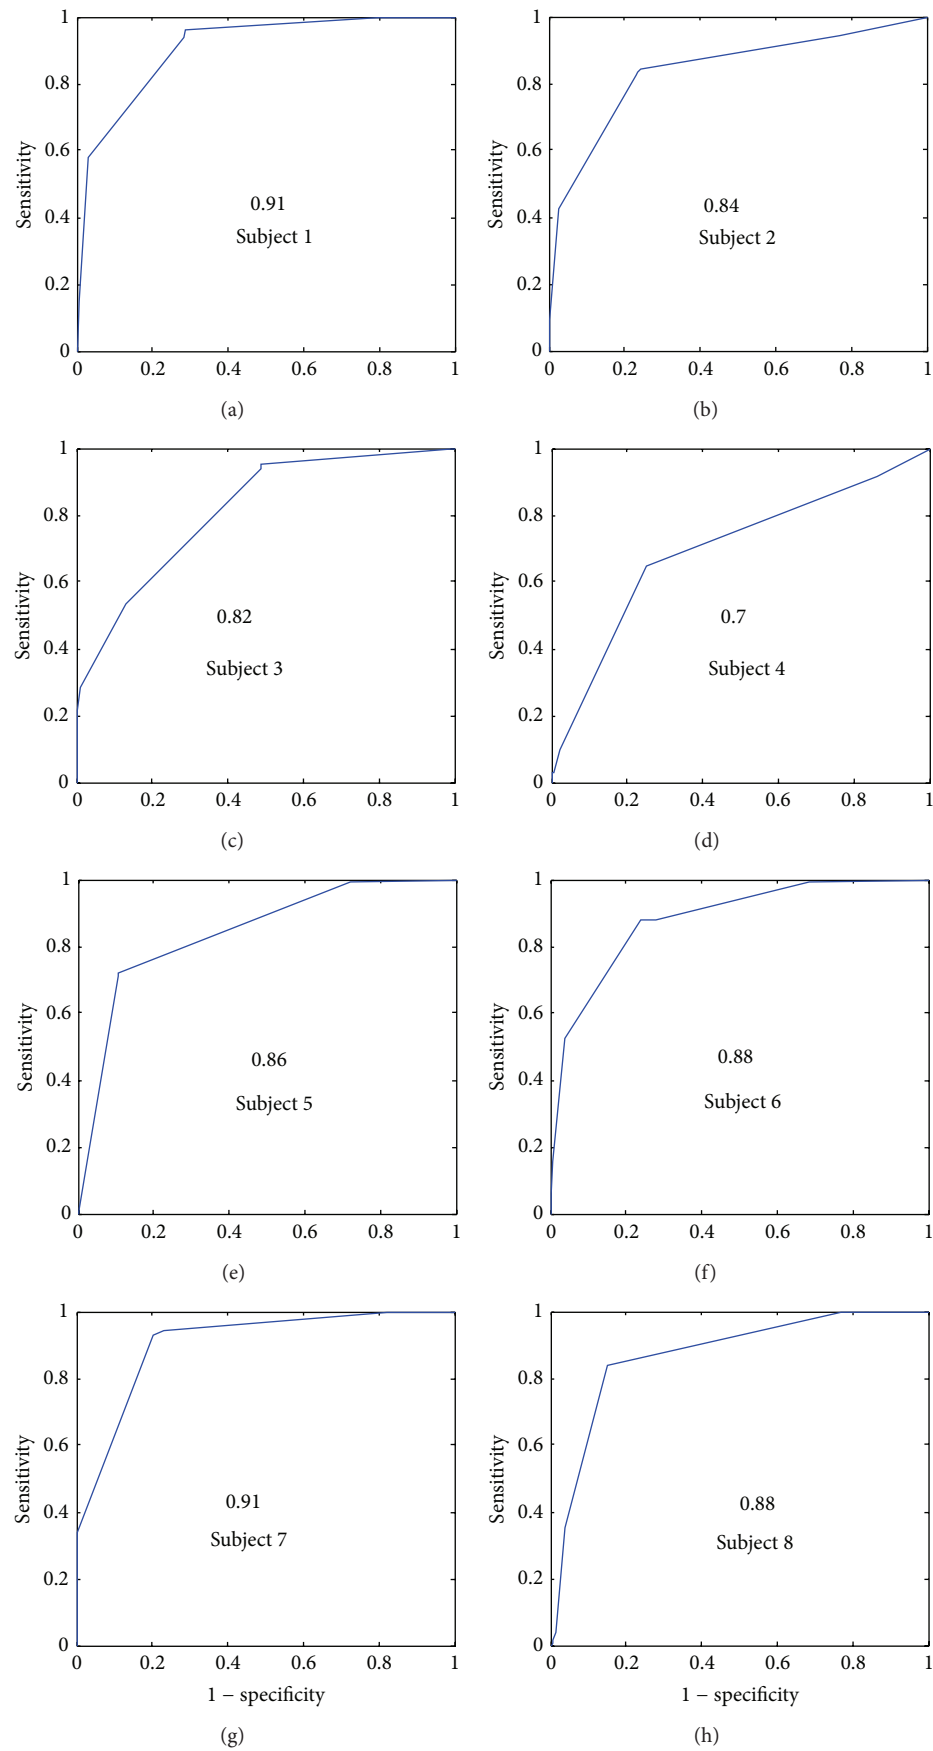 1
0.8
0.6
0.4
0.2
0
Sensitivity
0.91
Subject 1
0 0.2 0.4 0.6 0.8 1
(a)
1
0.8
0.6
0.4
0.2
0
Sensitivity
0.84
Subject 2
0 0.2 0.4 0.6 0.8 1
(b)
1
0.8
0.6
0.4
0.2
0
Sensitivity
0.82
Subject 3
0 0.2 0.4 0.6 0.8 1
(c)
1
0.8
0.6
0.4
0.2
0
Sensitivity
0.7
Subject 4
0 0.2 0.4 0.6 0.8 1
(d)
1
0.8
0.6
0.4
0.2
0
Sensitivity
0.86
Subject 5
0 0.2 0.4 0.6 0.8 1
(e)
1
0.8
0.6
0.4
0.2
0
Sensitivity
0.88
Subject 6
0 0.2 0.4 0.6 0.8 1
(f)
1
0.8
0.6
0.4
0.2
0
Sensitivity
0.91
Subject 7
0 0.2 0.4 0.6 0.8 1
1 − specificity
(g)
1
0.8
0.6
0.4
0.2
0
Sensitivity
0.88
Subject 8
0 0.2 0.4 0.6 0.8 1
1 − specificity
(h)